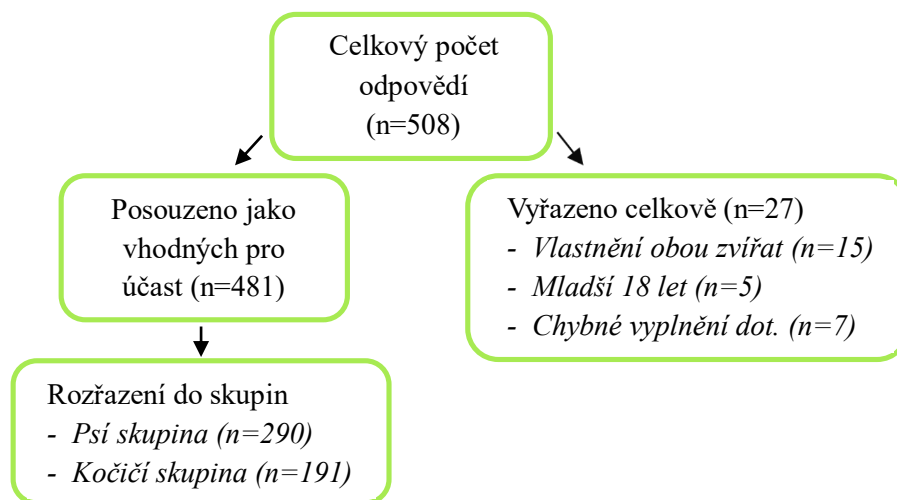 Celkový počet
odpovědí
(n=508)
Posouzeno jako
vhodných pro
účast (n=481)
Vyřazeno celkově (n=27)
- Vlastnění obou zvířat (n=15)
- Mladší 18 let (n=5)
- Chybné vyplnění dot. (n=7)
Rozřazení do skupin
- Psí skupina (n=290)
- Kočičí skupina (n=191)